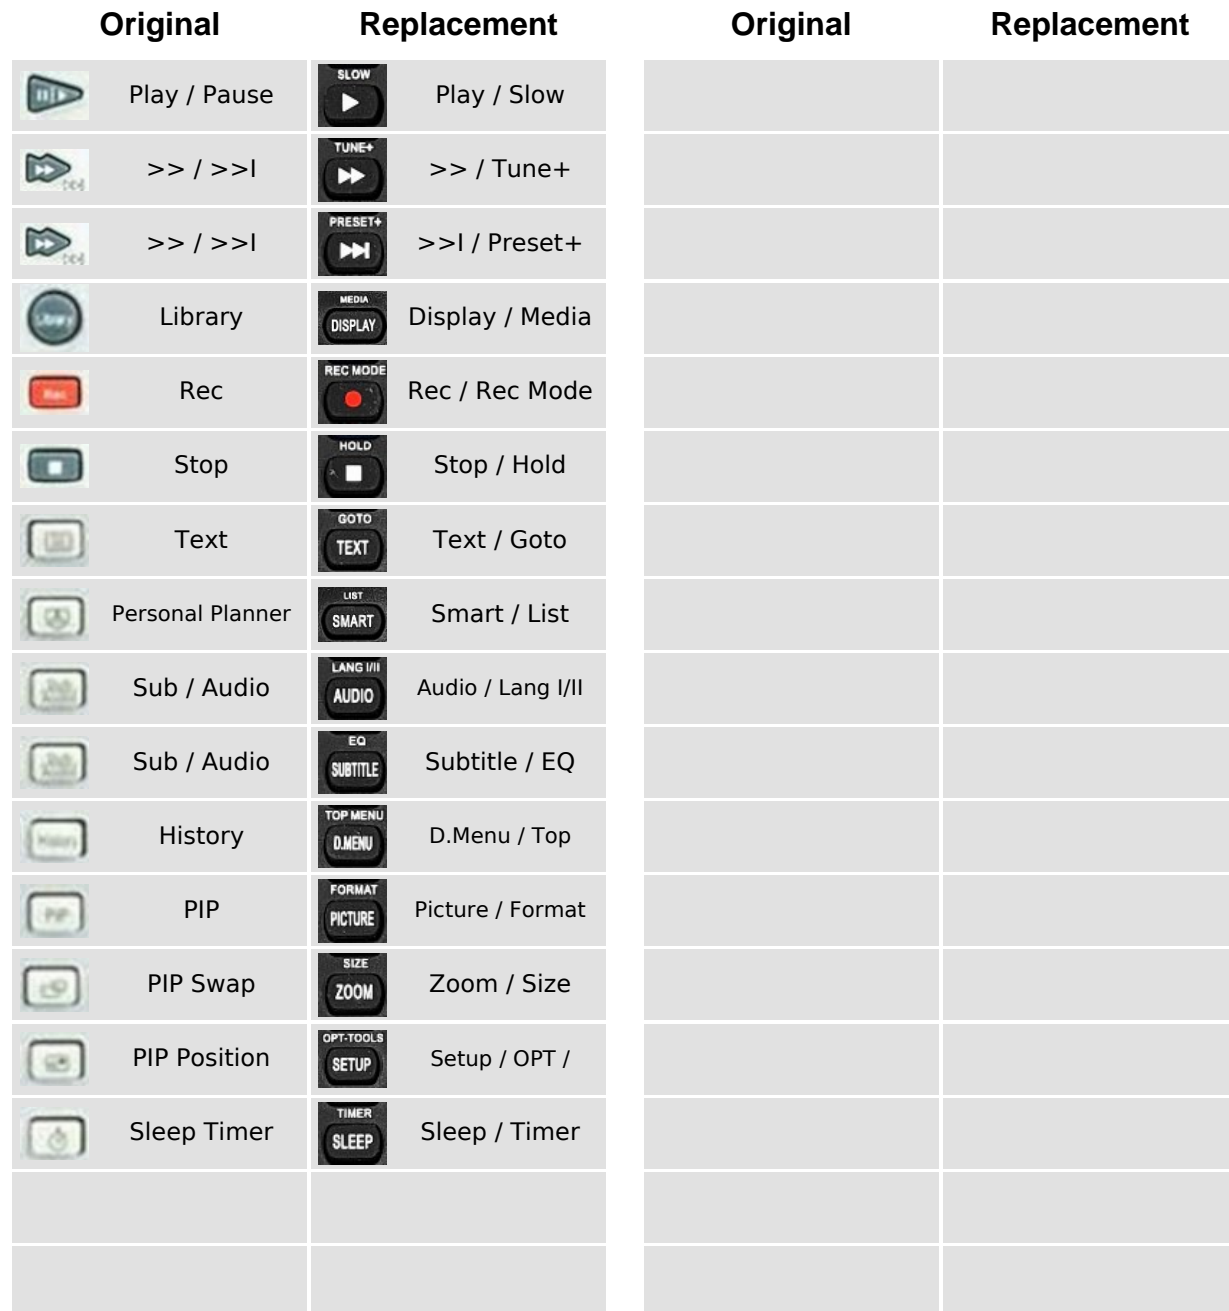 Original Replacement Original Replacement
Play / Pause SLOW Play / Slow
>> / >>I TUNE+ >> / Tune+
>> / >>I PRESET+ >>I / Preset+
Library Library MEDIA DISPLAY Display / Media
Rec Rec REC MODE Rec / Rec Mode
Stop HOLD Stop / Hold
Text GOTO TEXT Text / Goto
Personal Planner LIST SMART Smart / List
Sub / Audio LANG I/II AUDIO Audio / Lang I/II
Sub / Audio EQ SUBTITLE Subtitle / EQ
History History TOP MENU D.MENU D.Menu / Top
PIP PIP FORMAT PICTURE Picture / Format
PIP Swap SIZE ZOOM Zoom / Size
PIP Position OPT-TOOLS SETUP Setup / OPT /
Sleep Timer TIMER SLEEP Sleep / Timer